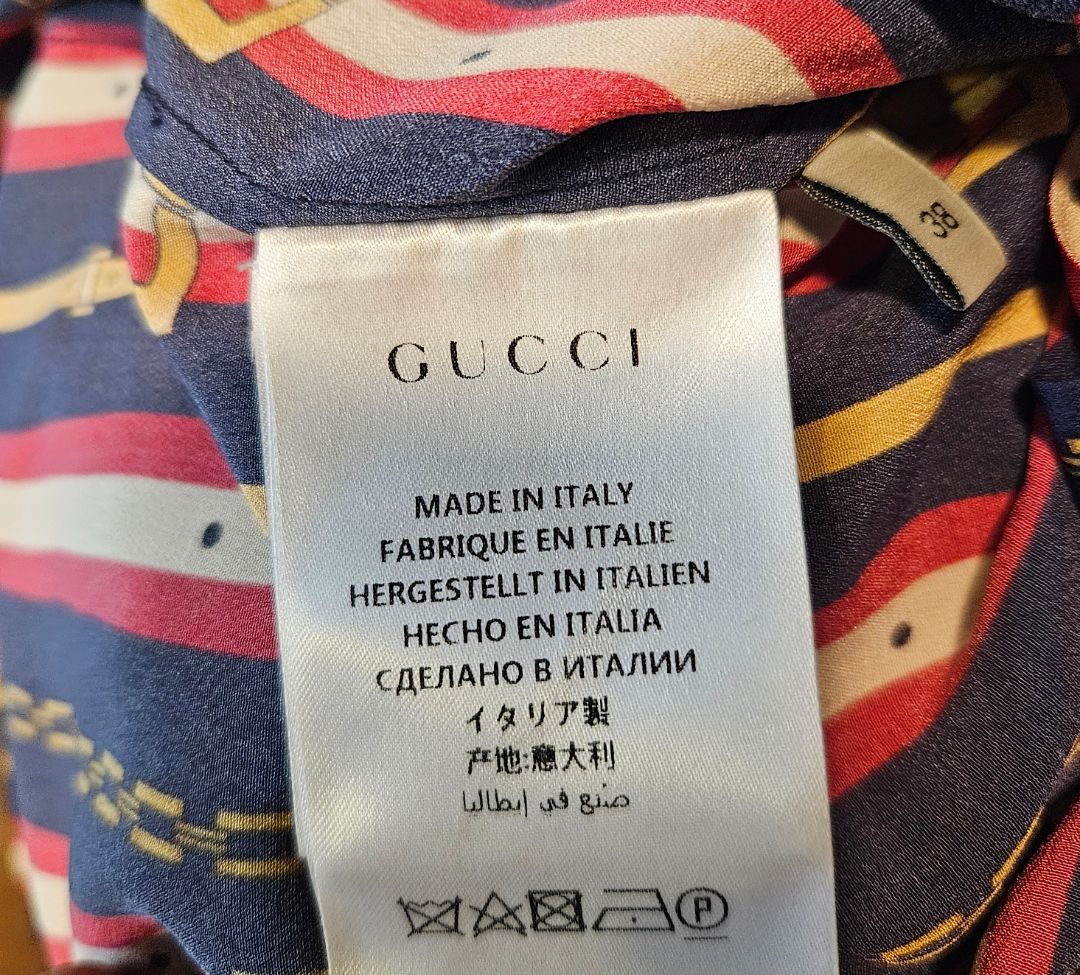 38
GUCCI
MADE IN ITALY
FABRIQUE EN ITALIE
HERGESTELLT IN ITALIEN
HECHO EN ITALIA
СДЕЛАНО В ИТАЛИИ
イタリア製
产地:意大利
صنع في إيطاليا
P